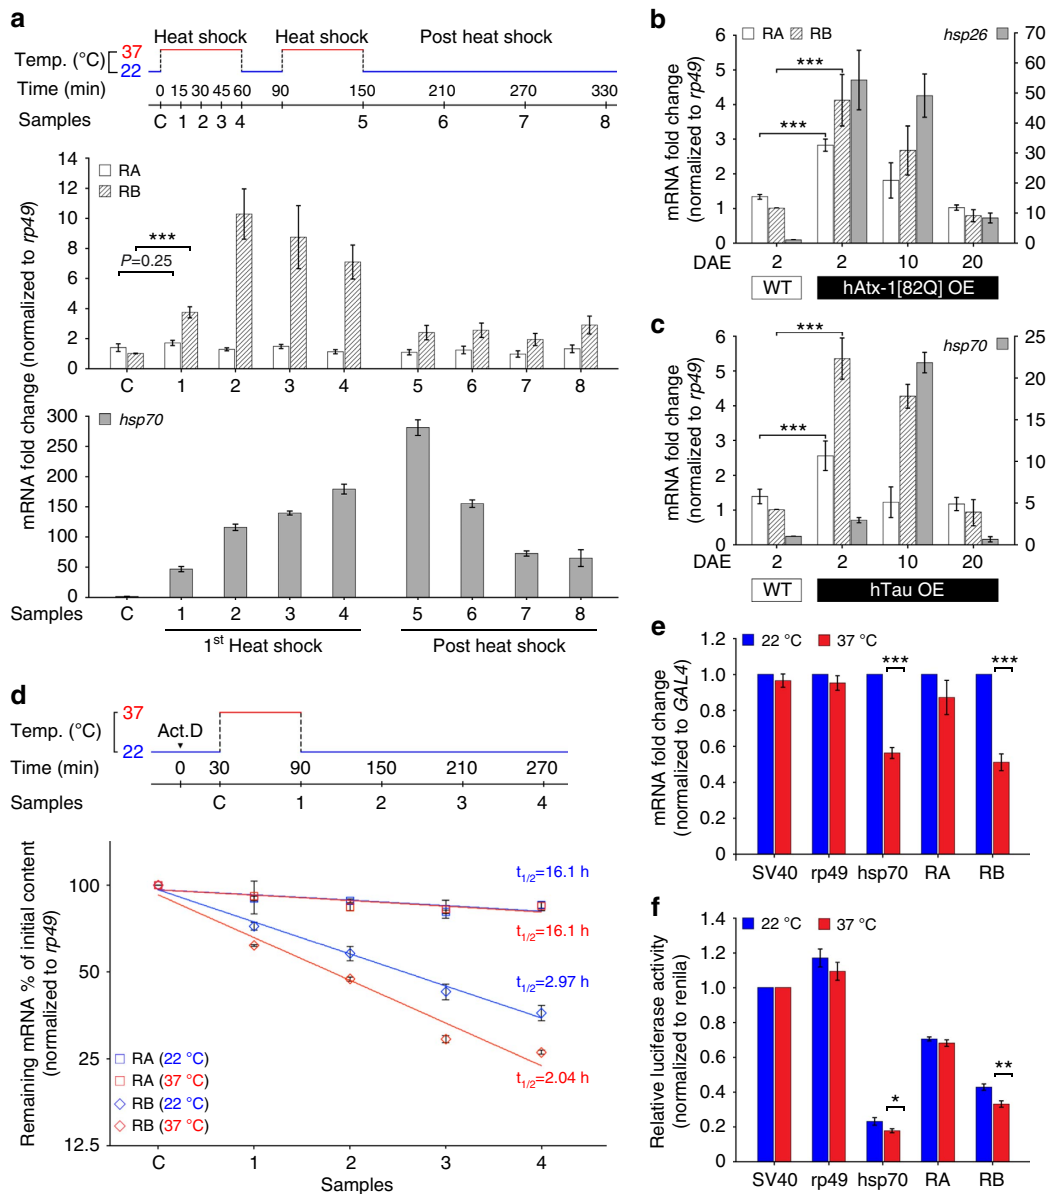 a
Heat shock Heat shock Post heat shock
Temp. (°C) 37
22
Time (min) 0 15 30 45 60 90 150 210 270 330
Samples C 1 2 3 4 5 6 7 8
mRNA fold change (normalized to rp49)
14
12
10
8
6
4
2
0
RA
RB
***
P=0.25
C 1 2 3 4 5 6 7 8
300
250
200
150
100
50
0
hsp70
Samples C 1 2 3 4 5 6 7 8
1st Heat shock Post heat shock
b
mRNA fold change
(normalized to rp49)
6
5
4
3
2
1
0
RA RB hsp26
70
60
50
40
30
20
10
0
***
***
DAE 2 2 10 20
WT hAtx-1[82Q] OE
c
mRNA fold change
(normalized to rp49)
6
5
4
3
2
1
0
hsp70
25
20
15
10
5
0
***
***
DAE 2 2 10 20
WT hTau OE
d
Temp. (°C) 37
22
Act.D
Time (min) 0 30 90 150 210 270
Samples C 1 2 3 4
Remaining mRNA % of initial content
(normalized to rp49)
100
50
25
12.5
t1/2=16.1 h
t1/2=16.1 h
t1/2=2.97 h
t1/2=2.04 h
RA (22 °C)
RA (37 °C)
RB (22 °C)
RB (37 °C)
C 1 2 3 4
Samples
e
mRNA fold change
(normalized to GAL4)
1.2
1.0
0.8
0.6
0.4
0.2
0
22 °C 37 °C
***
***
SV40 rp49 hsp70 RA RB
f
Relative luciferase activity
(normalized to renila)
1.4
1.2
1.0
0.8
0.6
0.4
0.2
0
22 °C 37 °C
*
**
SV40 rp49 hsp70 RA RB